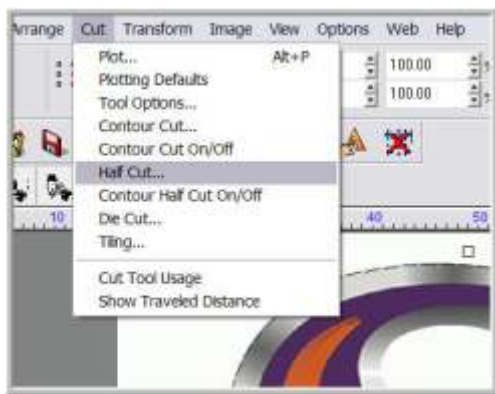 Arrange Cut Transform Image View Options Web Help
Plot... Alt+P
Plotting Defaults
Tool Options...
Contour Cut...
Contour Cut On/Off
Half Cut...
Contour Half Cut On/Off
Die Cut...
Tiling...
Cut Tool Usage
Show Traveled Distance
100.00
100.00
10 40 50